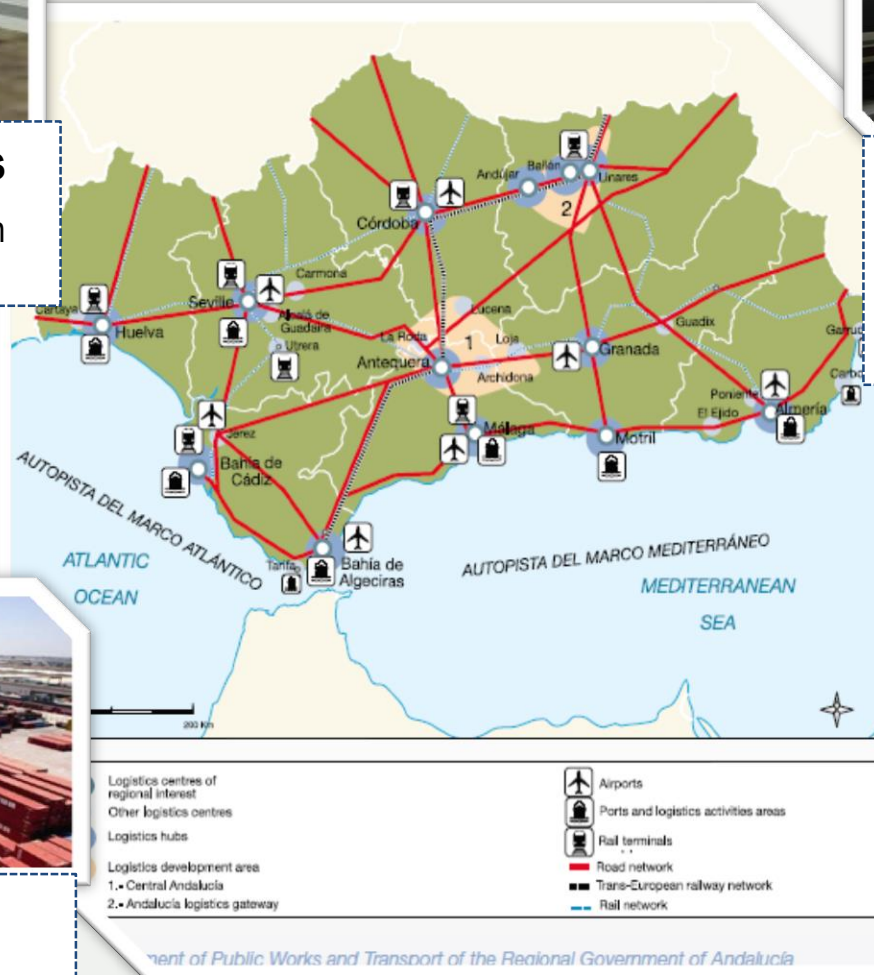 s
n
Bailén
Andújar
Linares
2
Córdoba
Carmona
Cartaya
Sevilla
Lucena
Huelva
Alcalá de
Guadaira
La Roda
1
Loja
Guadix
Utrera
Granada
Antequera
Archidona
Poniente
El Ejido
Almería
Jerez
Málaga
Motril
Bahía de
Cádiz
AUTOPISTA DEL MARCO ATLÁNTICO
AUTOPISTA DEL MARCO MEDITERRÁNEO
ATLANTIC
OCEAN
Tarifa
Bahía de
Algeciras
MEDITERRANEAN
SEA
200 Km
Logistics centres of
regional interest
Other logistics centres
Logistics hubs
Logistics development area
1.- Central Andalucía
2.- Andalucía logistics gateway
Airports
Ports and logistics activities areas
Rail terminals
Road network
Trans-European railway network
Rail network
ment of Public Works and Transport of the Regional Government of Andalucía